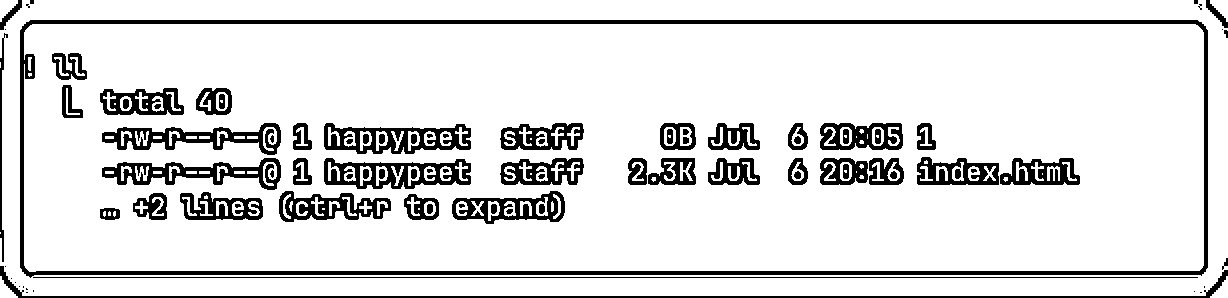 ! ll
⎿ total 40
-rw-r--r--@ 1 happypeet  staff     0B Jul  6 20:05 1
-rw-r--r--@ 1 happypeet  staff   2.3K Jul  6 20:16 index.html
… +2 lines (ctrl+r to expand)